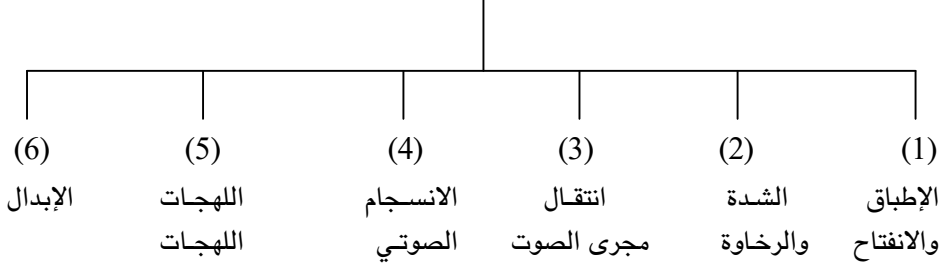 (1) (2) (3) (4) (5) (6)
الإطباق الشدة انتقال الانسجام اللهجات الإبدال
والانفتاح والرخاوة مجرى الصوت الصوتي اللهجات